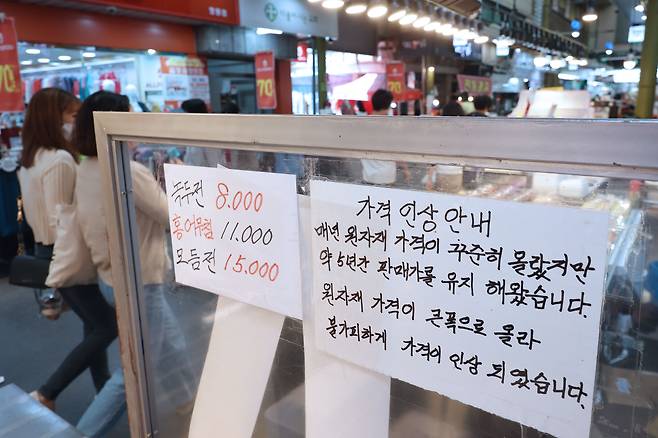 70
70
70
녹두전 8.000
홍어무침 11.000
모듬전 15.000
가격 인상 안내
매년 원자재 가격이 꾸준히 올랐지만
약 5년간 판매가를 유지 해왔습니다.
원자재 가격이 큰폭으로 올라
불가피하게 가격이 인상 되였습니다.